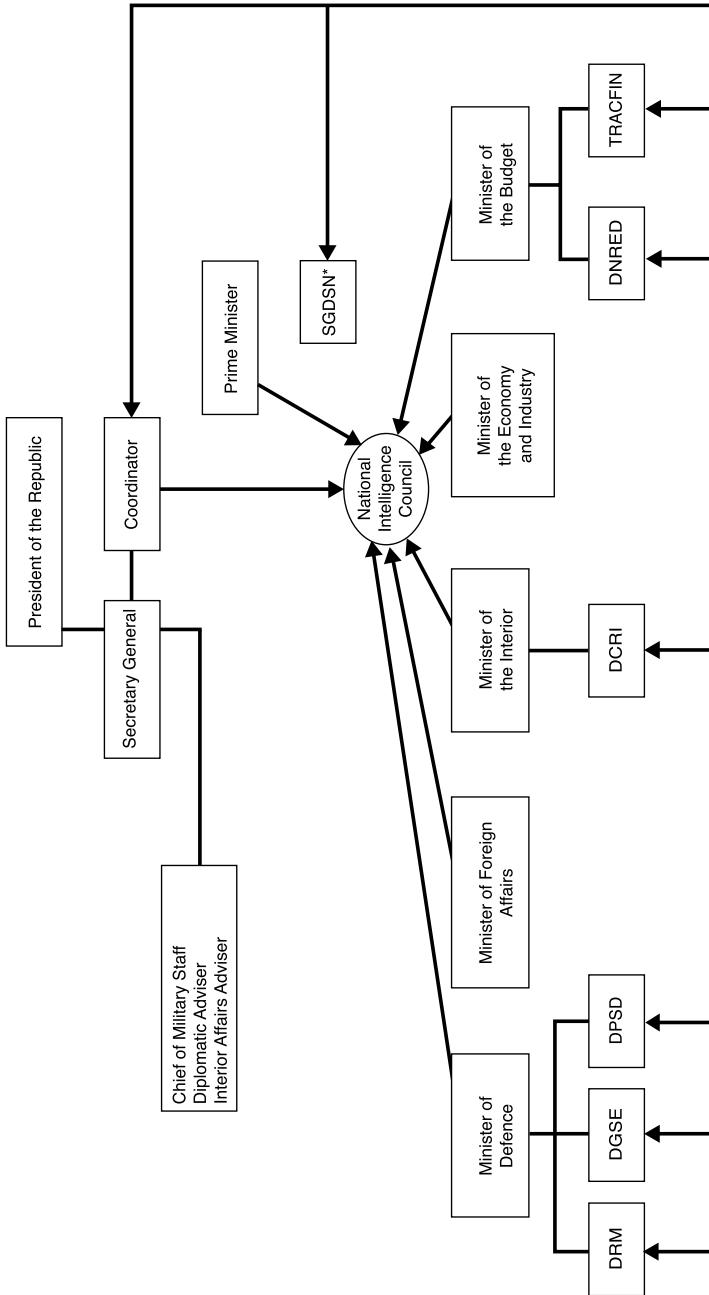 President of the Republic
Secretary General
Coordinator
Chief of Military Staff
Diplomatic Adviser
Interior Affairs Adviser
Prime Minister
SGDSN*
National
Intelligence
Council
Minister of
Defence
Minister of Foreign
Affairs
Minister of
the Interior
Minister of
the Economy
and Industry
Minister of
the Budget
DRM
DGSE
DPSD
DCRI
DNRED
TRACFIN